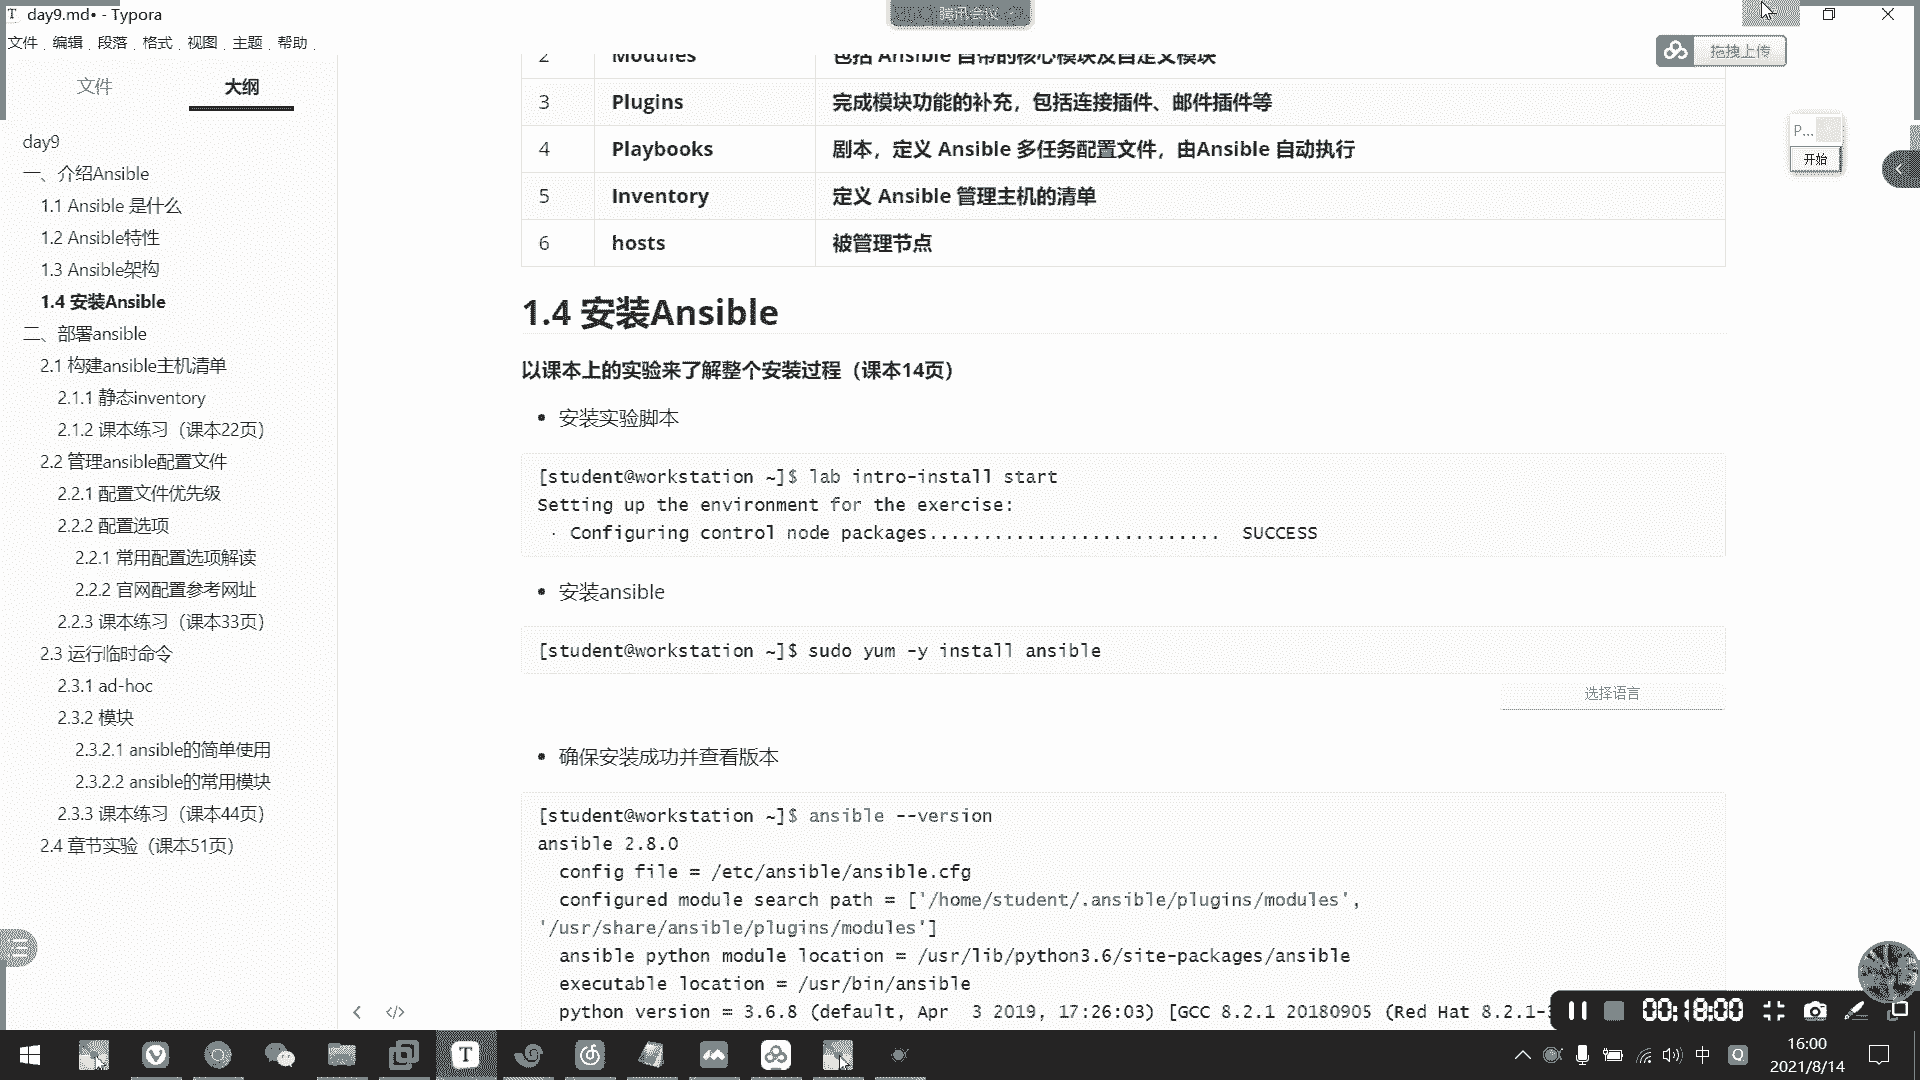 day9.md• - Typora
腾讯会议
文件 编辑 段落 格式 视图 主题 帮助
拖拽上传
文件 大纲
day9
一、介绍Ansible
1.1 Ansible 是什么
1.2 Ansible特性
1.3 Ansible架构
1.4 安装Ansible
二、部署ansible
2.1 构建ansible主机清单
2.1.1 静态inventory
2.1.2 课本练习（课本22页）
2.2 管理ansible配置文件
2.2.1 配置文件优先级
2.2.2 配置选项
2.2.1 常用配置选项解读
2.2.2 官网配置参考网址
2.2.3 课本练习（课本33页）
2.3 运行临时命令
2.3.1 ad-hoc
2.3.2 模块
2.3.2.1 ansible的简单使用
2.3.2.2 ansible的常用模块
2.3.3 课本练习（课本44页）
2.4 章节实验（课本51页）
2 Modules 包括 Ansible 自带的核心模块及自定义模块
3 Plugins 完成模块功能的补充，包括连接插件、邮件插件等
4 Playbooks 剧本，定义 Ansible 多任务配置文件，由Ansible 自动执行
5 Inventory 定义 Ansible 管理主机的清单
6 hosts 被管理节点
P...
开始
1.4 安装Ansible
以课本上的实验来了解整个安装过程（课本14页）
• 安装实验脚本
[student@workstation ~]$ lab intro-install start
Setting up the environment for the exercise:
· Configuring control node packages........................... SUCCESS
• 安装ansible
[student@workstation ~]$ sudo yum -y install ansible
选择语言
• 确保安装成功并查看版本
[student@workstation ~]$ ansible --version
ansible 2.8.0
config file = /etc/ansible/ansible.cfg
configured module search path = ['/home/student/.ansible/plugins/modules',
'/usr/share/ansible/plugins/modules']
ansible python module location = /usr/lib/python3.6/site-packages/ansible
executable location = /usr/bin/ansible
python version = 3.6.8 (default, Apr  3 2019, 17:26:03) [GCC 8.2.1 20180905 (Red Hat 8.2.1-
00:18:00
中
16:00
2021/8/14